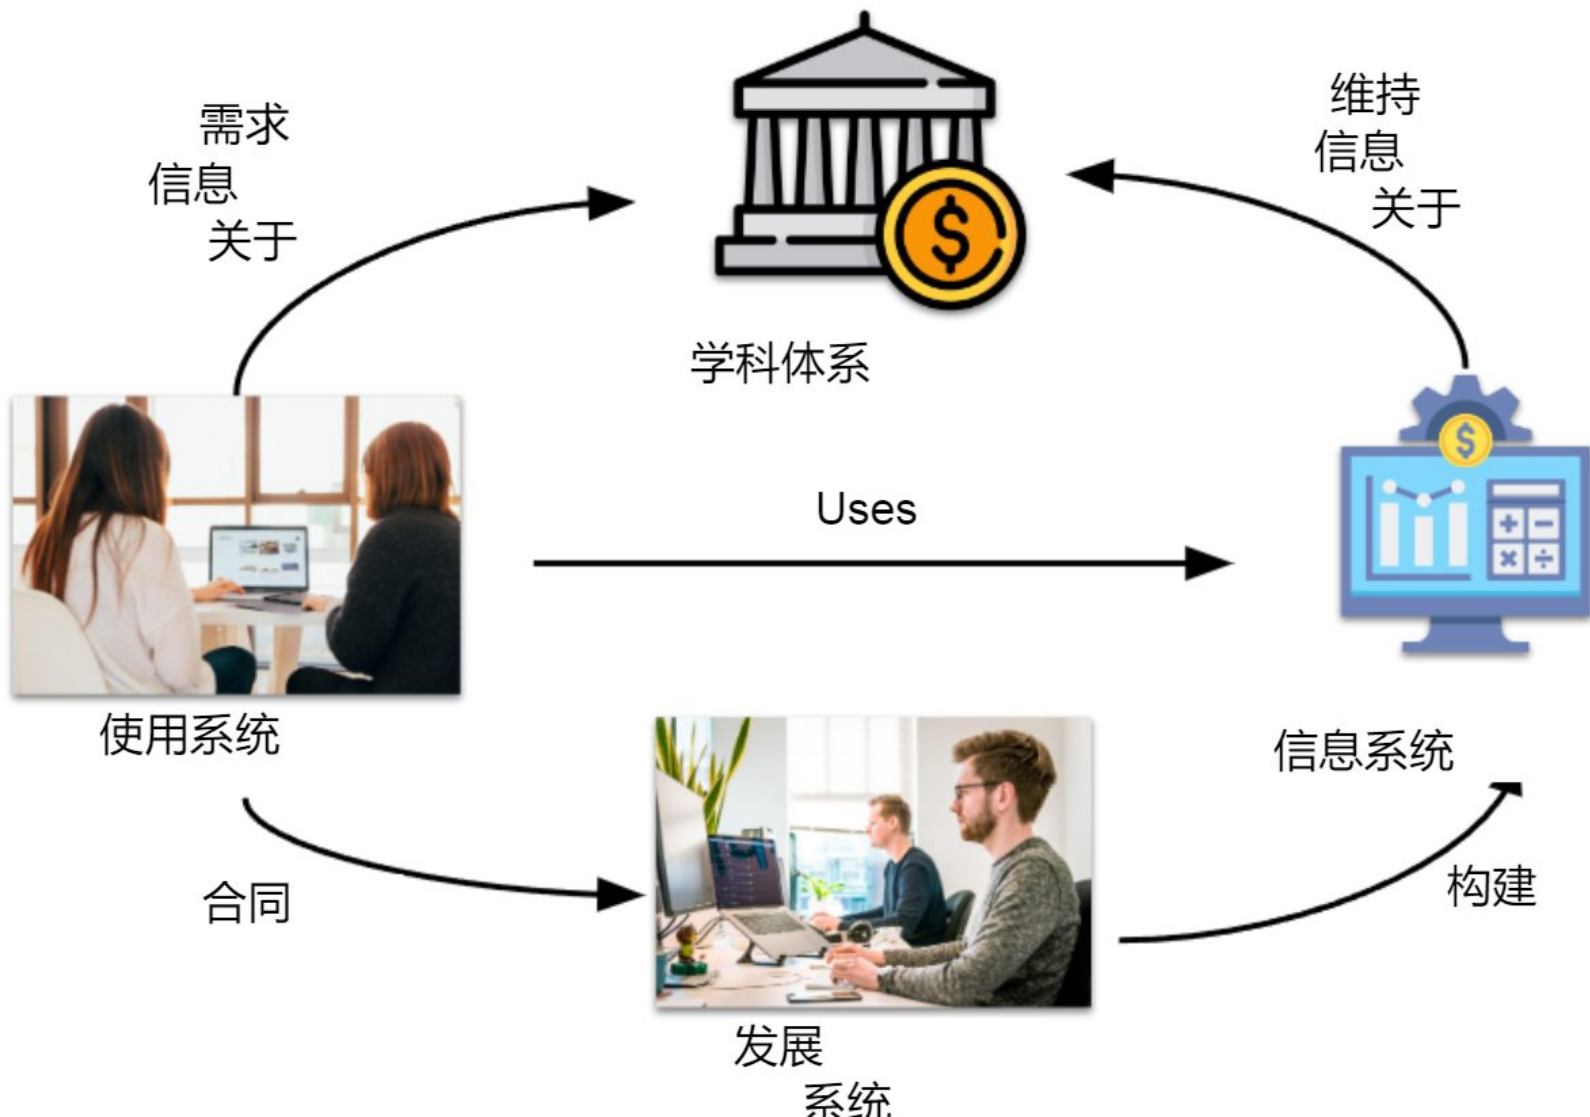 需求
信息
关于
维持
信息
关于
学科体系
Uses
使用系统
信息系统
合同
构建
发展
系统